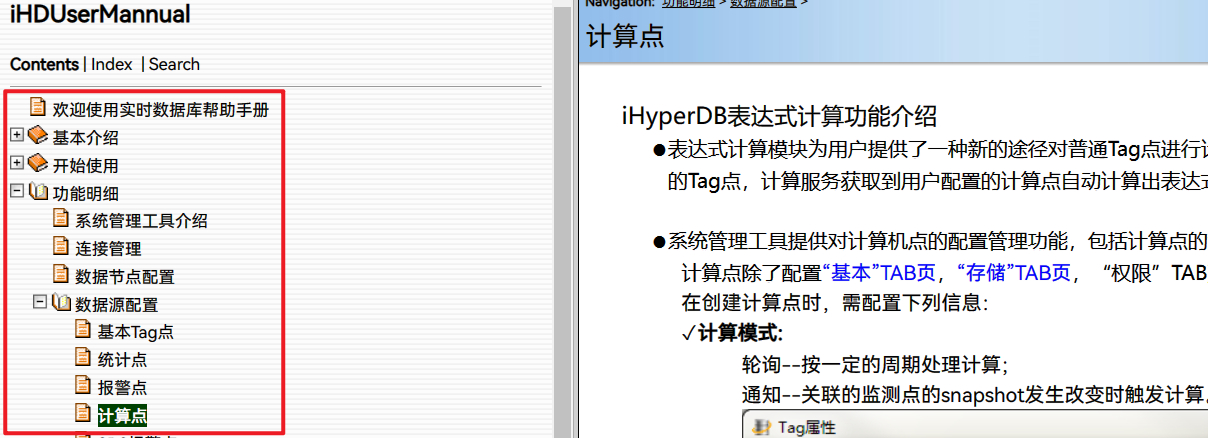 iHDUserMannual
Contents | Index | Search
欢迎使用实时数据库帮助手册
基本介绍
开始使用
功能明细
系统管理工具介绍
连接管理
数据节点配置
数据源配置
基本Tag点
统计点
报警点
计算点
Navigation: 功能明细 > 数据源配置 >
计算点
iHyperDB表达式计算功能介绍
●表达式计算模块为用户提供了一种新的途径对普通Tag点进行
的Tag点，计算服务获取到用户配置的计算点自动计算出表达
●系统管理工具提供对计算机点的配置管理功能，包括计算点的
计算点除了配置“基本”TAB页，“存储”TAB页， “权限” TAB
在创建计算点时，需配置下列信息：
✓计算模式:
轮询--按一定的周期处理计算；
通知--关联的监测点的snapshot发生改变时触发计算
Tag属性